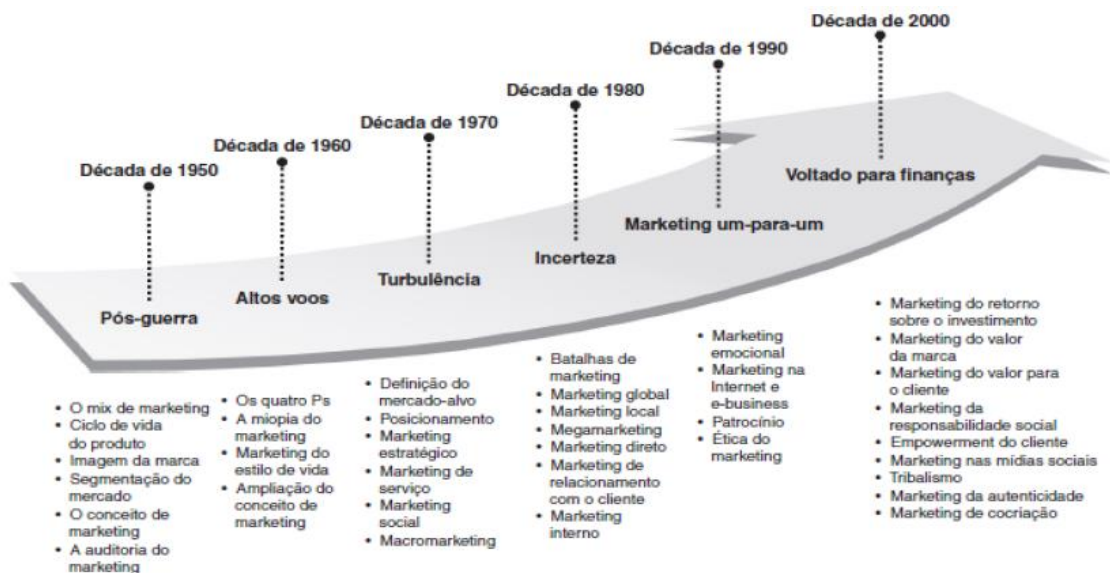 Década de 1950
Pós-guerra
• O mix de marketing
• Ciclo de vida
do produto
• Imagem da marca
• Segmentação do
mercado
• O conceito de
marketing
• A auditoria do
marketing
Década de 1960
Altos voos
• Os quatro Ps
• A miopia do
marketing
• Marketing do
estilo de vida
• Ampliação do
conceito de
marketing
Década de 1970
Turbulência
• Definição do
mercado-alvo
• Posicionamento
• Marketing
estratégico
• Marketing de
serviço
• Marketing
social
• Macromarketing
Década de 1980
Incerteza
• Batalhas de
marketing
• Marketing global
• Marketing local
• Megamarketing
• Marketing direto
• Marketing de
relacionamento
com o cliente
• Marketing
interno
Década de 1990
Marketing um-para-um
• Marketing
emocional
• Marketing na
Internet e
e-business
• Patrocínio
• Ética do
marketing
Década de 2000
Voltado para finanças
• Marketing do retorno
sobre o investimento
• Marketing do valor
da marca
• Marketing do valor para
o cliente
• Marketing da
responsabilidade social
• Empowerment do cliente
• Marketing nas mídias sociais
• Tribalismo
• Marketing da autenticidade
• Marketing de cocriação